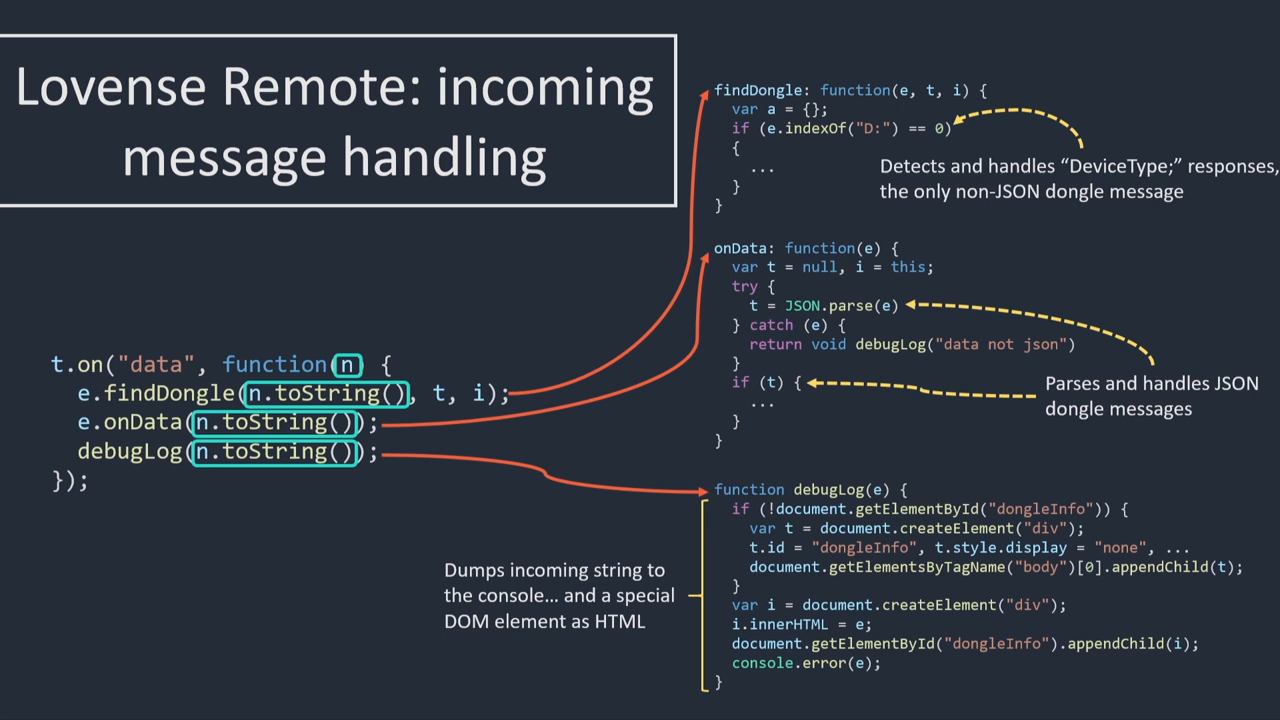 Lovense Remote: incoming
message handling
t.on("data", function(n) {
e.findDongle(n.toString(), t, i);
e.onData(n.toString());
debugLog(n.toString());
});
findDongle: function(e, t, i) {
var a = {};
if (e.indexOf("D:") == 0)
{
...
}
}
Detects and handles “DeviceType;” responses,
the only non-JSON dongle message
onData: function(e) {
var t = null, i = this;
try {
t = JSON.parse(e)
} catch (e) {
return void debugLog("data not json")
}
if (t) {
...
}
}
Parses and handles JSON
dongle messages
function debugLog(e) {
if (!document.getElementById("dongleInfo")) {
var t = document.createElement("div");
t.id = "dongleInfo", t.style.display = "none", ...
document.getElementsByTagName("body")[0].appendChild(t);
}
var i = document.createElement("div");
i.innerHTML = e;
document.getElementById("dongleInfo").appendChild(i);
console.error(e);
}
Dumps incoming string to
the console… and a special
DOM element as HTML